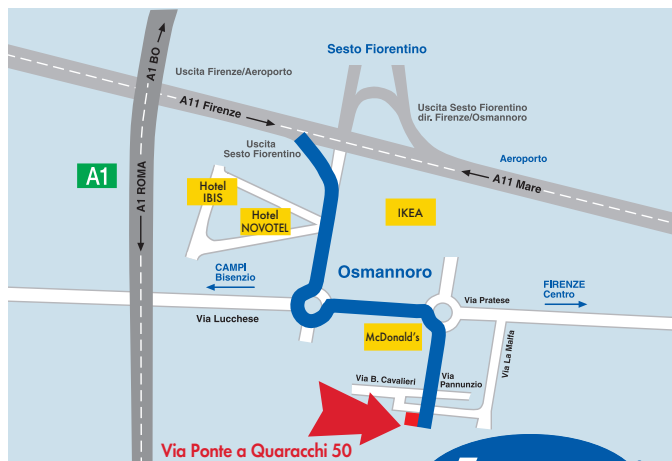 A1 BO
Sesto Fiorentino
Uscita Firenze/Aeroporto
A11 Firenze
Uscita Sesto Fiorentino
dir. Firenze/Osmannoro
Uscita
Sesto Fiorentino
Aeroporto
A11 Mare
A1
A1 ROMA
Hotel
IBIS
Hotel
NOVOTEL
IKEA
CAMPI
Bisenzio
Osmannoro
FIRENZE
Centro
Via Lucchese
Via Pratese
McDonald's
Via La Malfa
Via B. Cavalieri
Via
Pannunzio
Via Ponte a Quaracchi 50